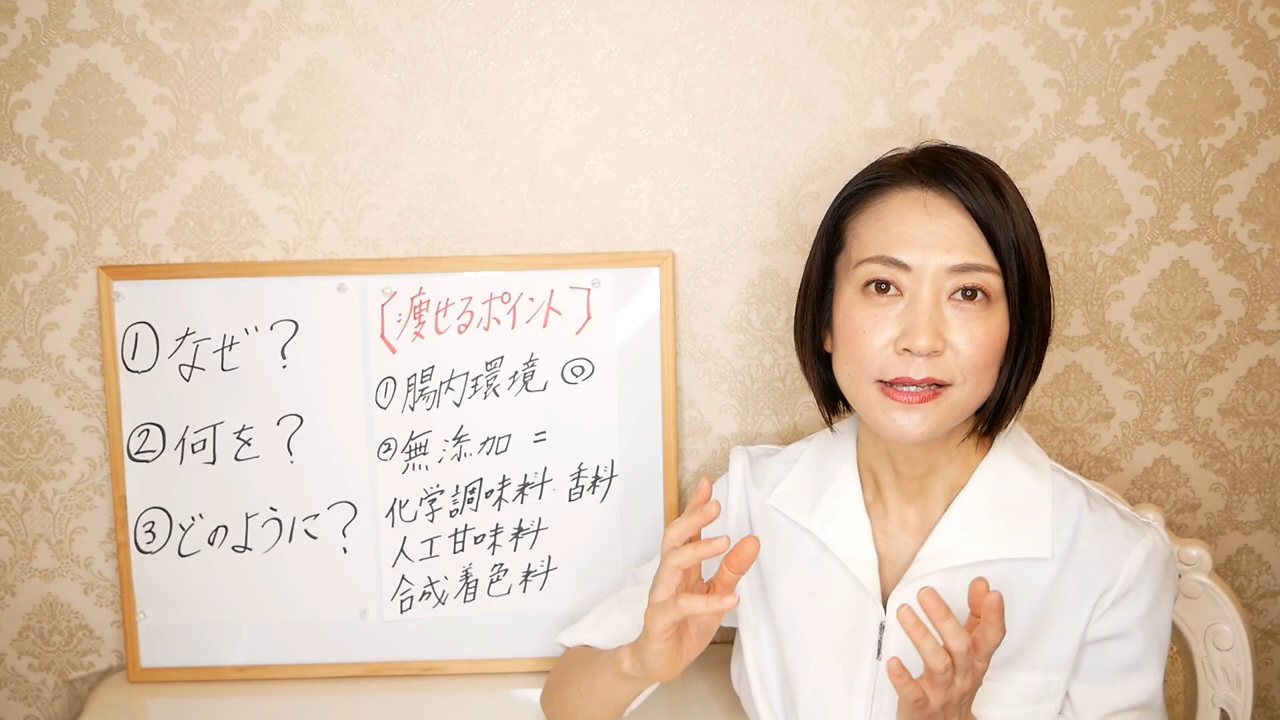 ①なぜ?
②何を?
③どのように?
[痩せるポイント]
①腸内環境◎
②無添加=
化学調味料、香料
人工甘味料
合成着色料